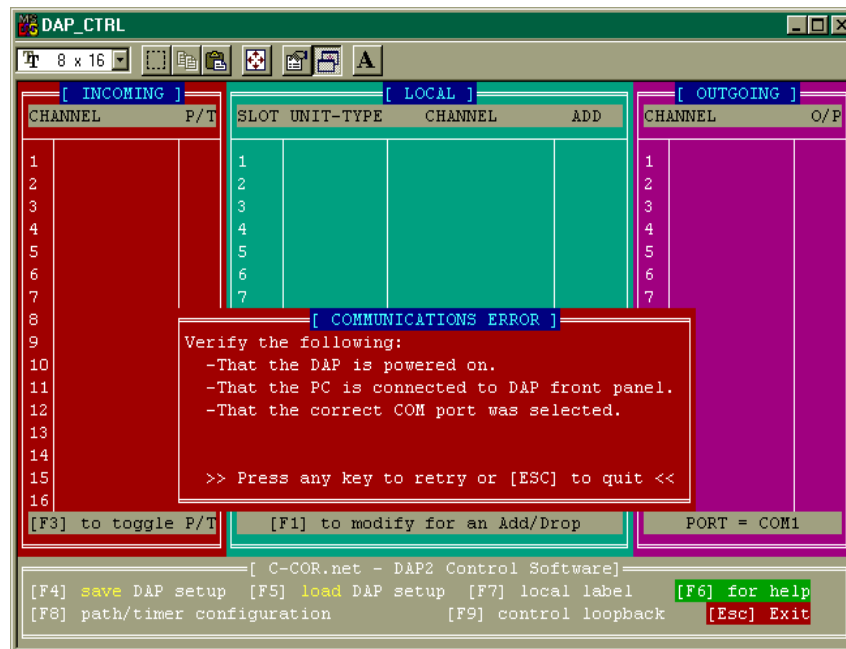 DAP_CTRL
8 x 16
A
[ INCOMING ] [ LOCAL ] [ OUTGOING ]
CHANNEL P/T SLOT UNIT-TYPE CHANNEL ADD CHANNEL O/P
1 1 1
2 2 2
3 3 3
4 4 4
5 5 5
6 6 6
7 7 7
8
9
10
11
12
13
14
15
16
[ COMMUNICATIONS ERROR ]
Verify the following:
-That the DAP is powered on.
-That the PC is connected to DAP front panel.
-That the correct COM port was selected.
>> Press any key to retry or [ESC] to quit <<
[F3] to toggle P/T [F1] to modify for an Add/Drop PORT = COM1
[ C-COR.net - DAP2 Control Software]
[F4] save DAP setup [F5] load DAP setup [F7] local label [F6] for help
[F8] path/timer configuration [F9] control loopback [Esc] Exit